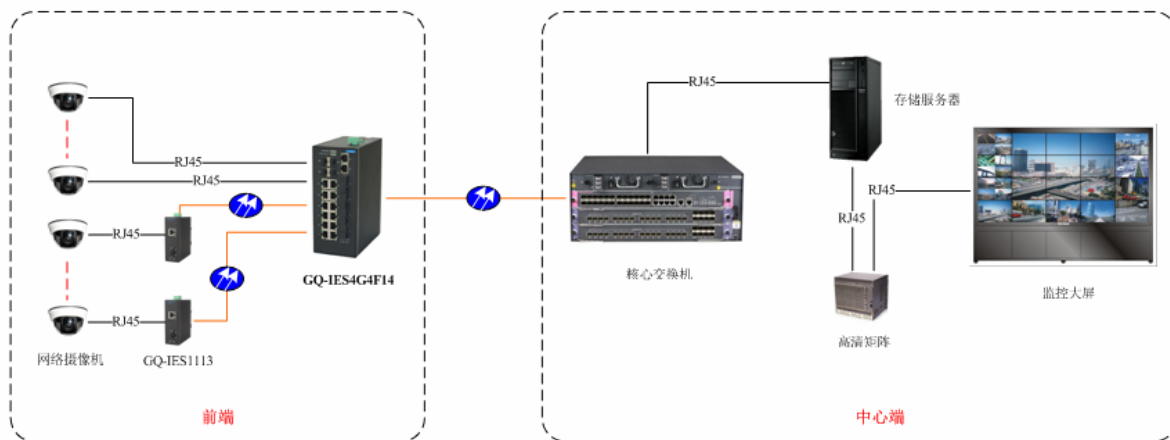 RJ45
RJ45
RJ45
RJ45
GQ-IES4G4F14
网络摄像机
GQ-IES1113
前端
RJ45
存储服务器
RJ45
RJ45
核心交换机
监控大屏
高清矩阵
中心端